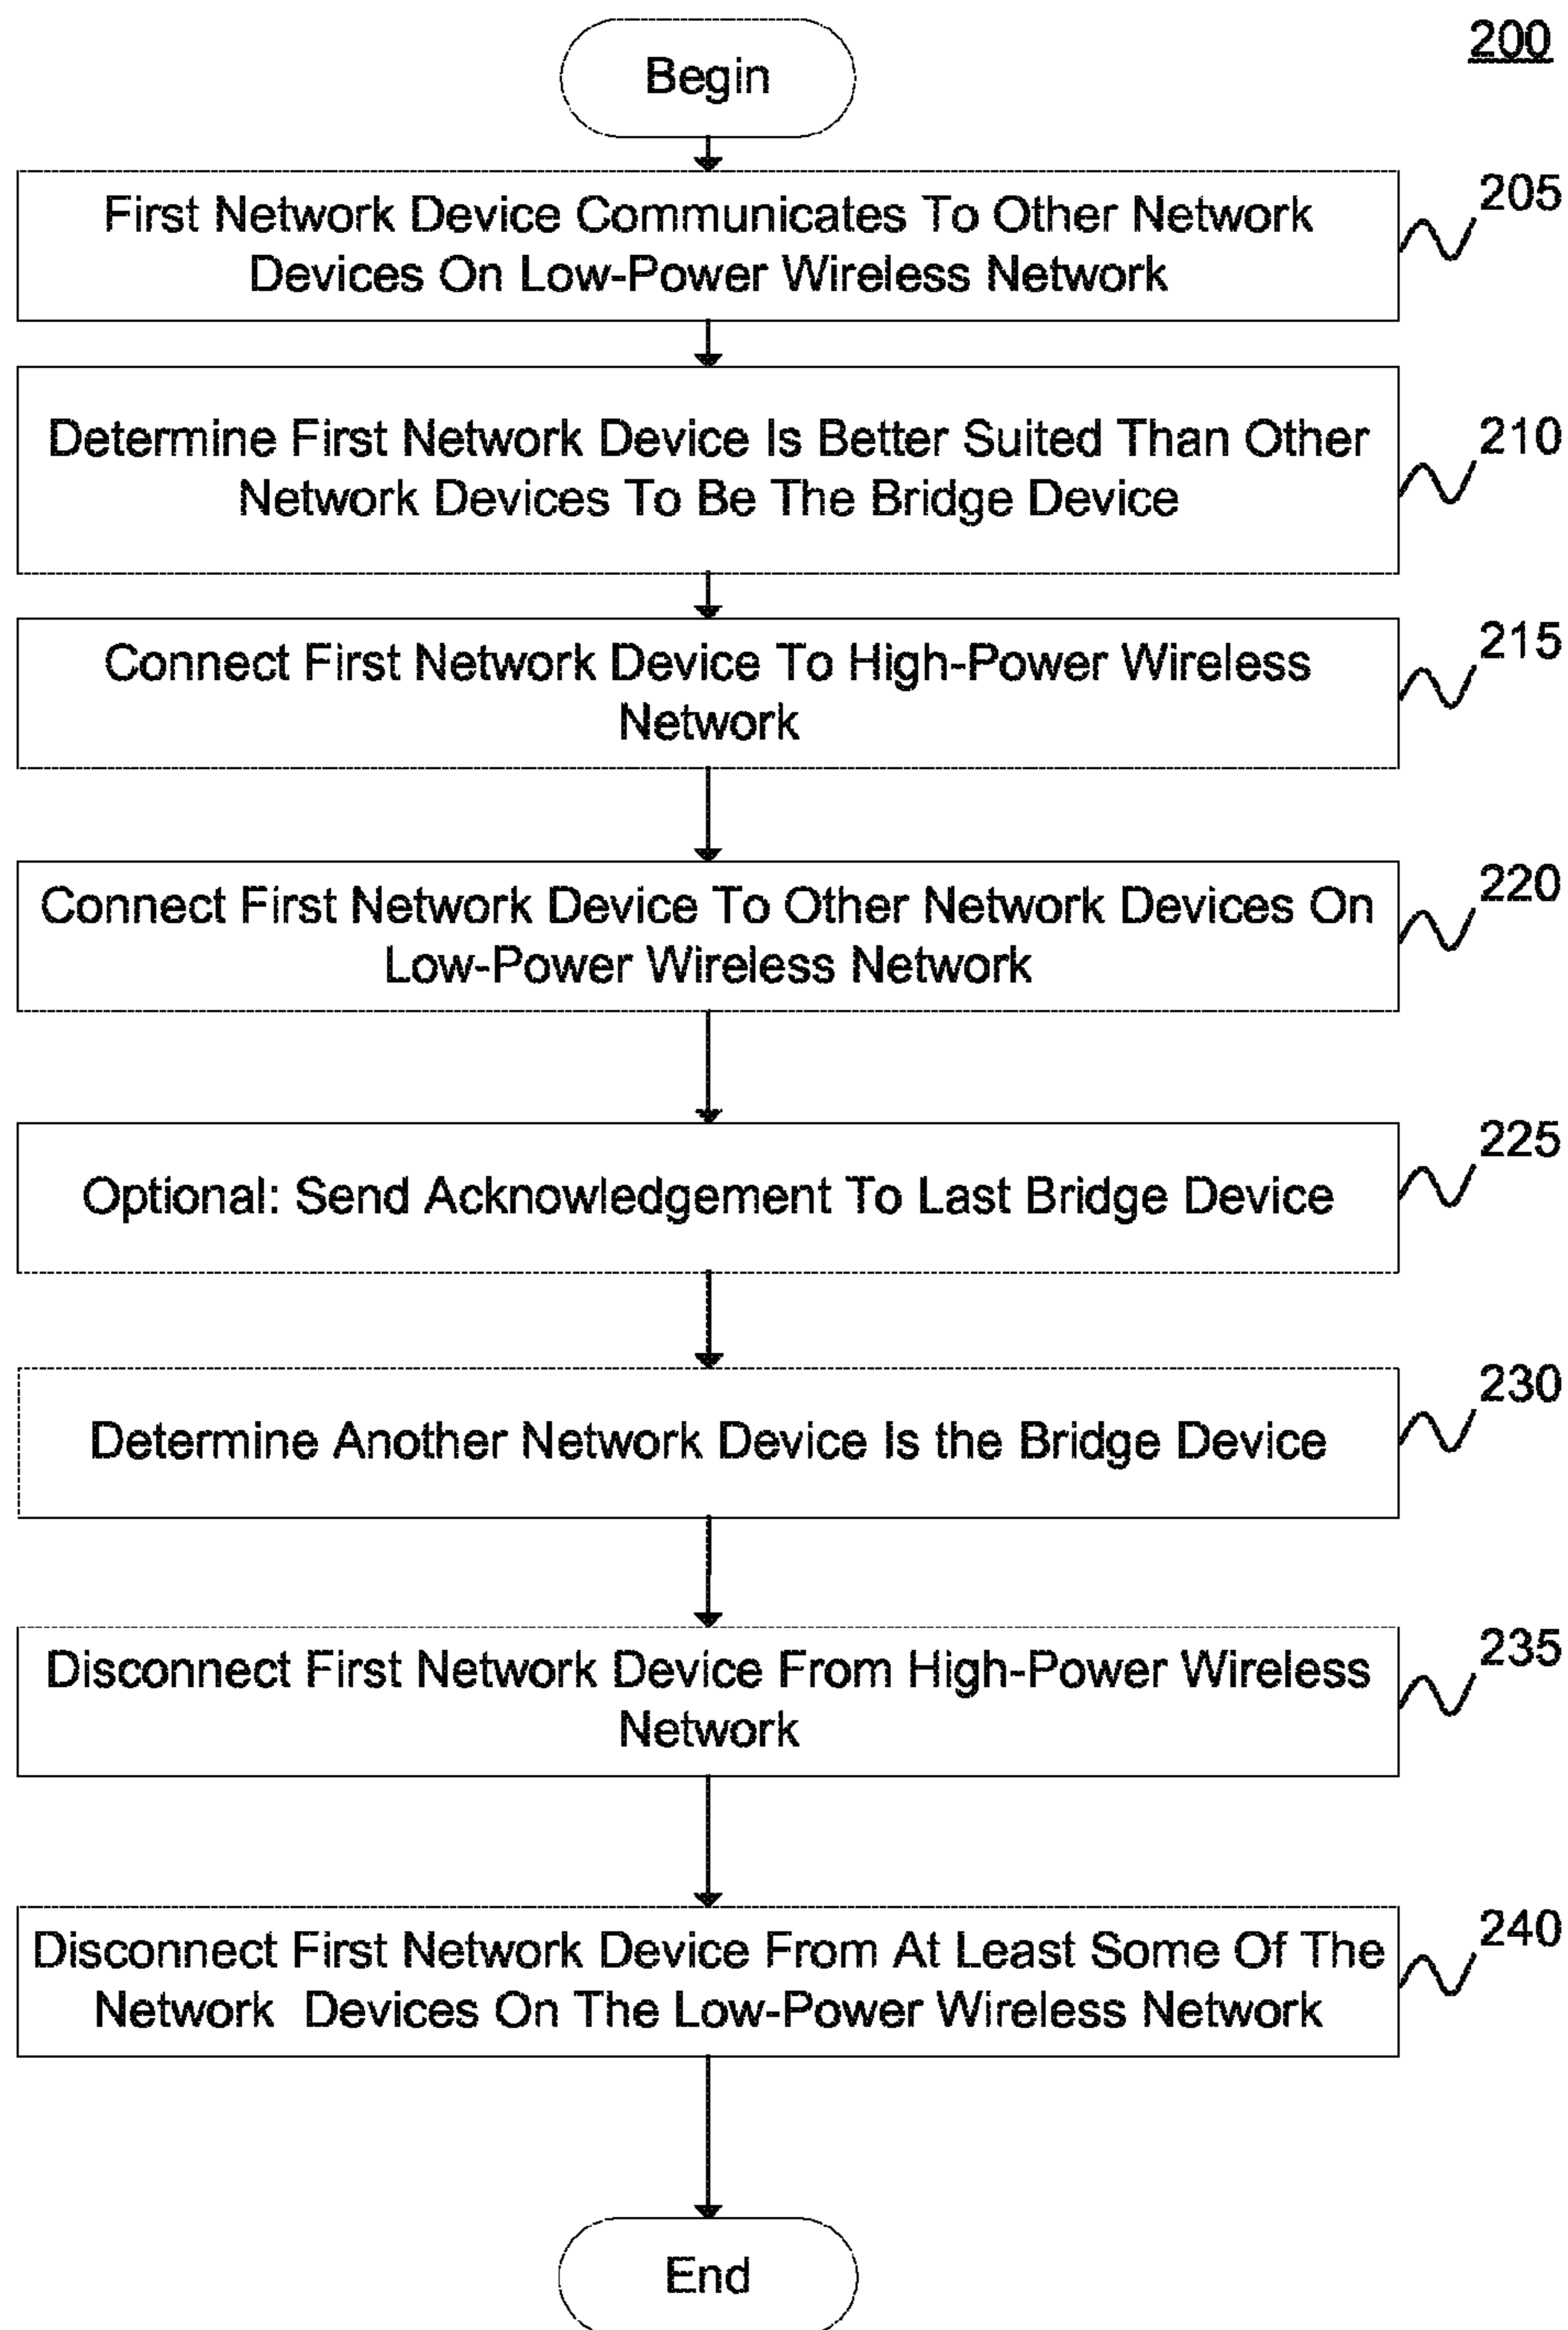 200
Begin
First Network Device Communicates To Other Network
Devices On Low-Power Wireless Network
205
Determine First Network Device Is Better Suited Than Other
Network Devices To Be The Bridge Device
210
Connect First Network Device To High-Power Wireless
Network
215
Connect First Network Device To Other Network Devices On
Low-Power Wireless Network
220
Optional: Send Acknowledgement To Last Bridge Device
225
Determine Another Network Device Is the Bridge Device
230
Disconnect First Network Device From High-Power Wireless
Network
235
Disconnect First Network Device From At Least Some Of The
Network Devices On The Low-Power Wireless Network
240
End